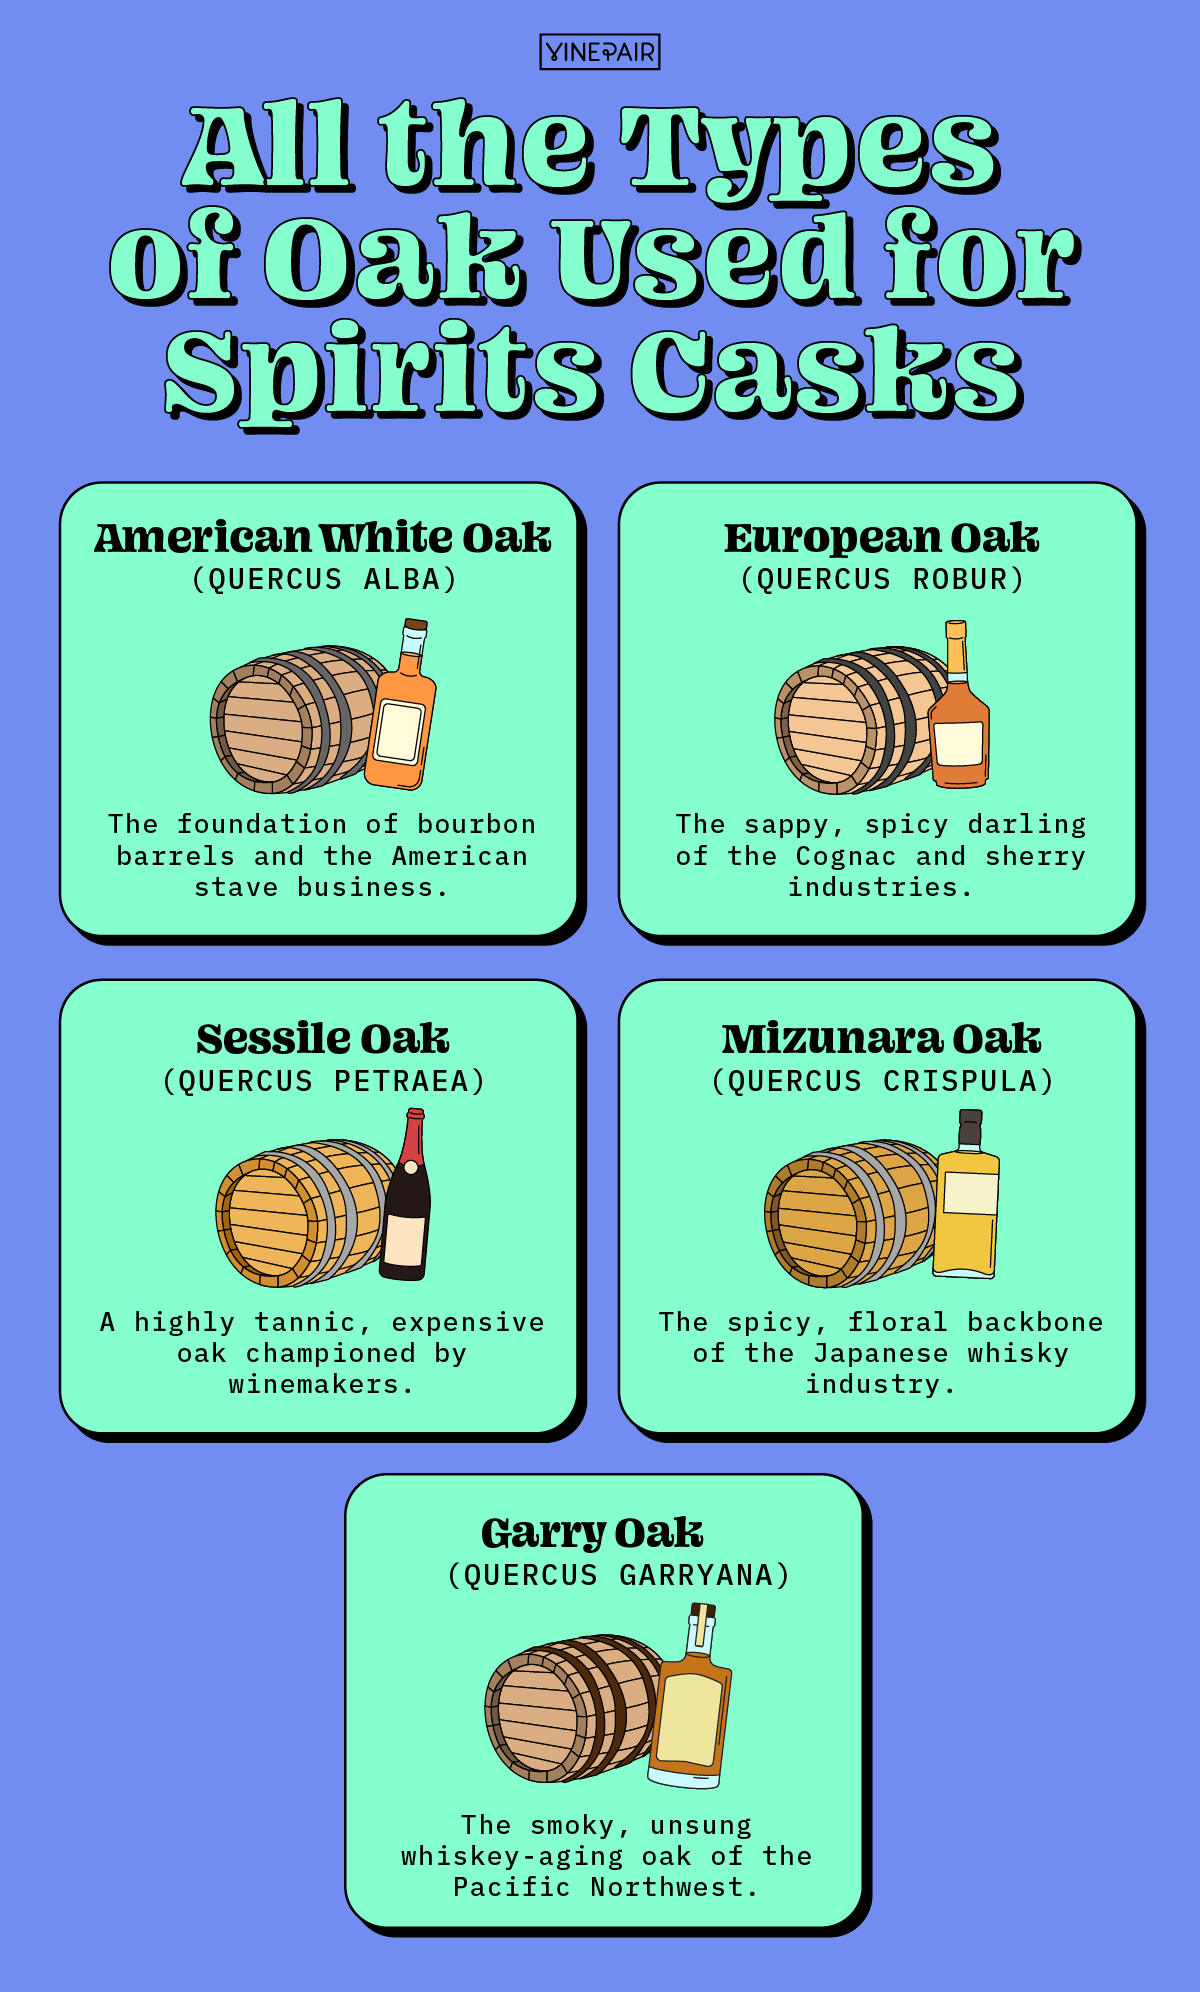 VINEPAIR
All the Types
of Oak Used for
Spirits Casks
American White Oak
(QUERCUS ALBA)
The foundation of bourbon
barrels and the American
stave business.
European Oak
(QUERCUS ROBUR)
The sappy, spicy darling
of the Cognac and sherry
industries.
Sessile Oak
(QUERCUS PETRAEA)
A highly tannic, expensive
oak championed by
winemakers.
Mizunara Oak
(QUERCUS CRISPULA)
The spicy, floral backbone
of the Japanese whisky
industry.
Garry Oak
(QUERCUS GARRYANA)
The smoky, unsung
whiskey-aging oak of the
Pacific Northwest.